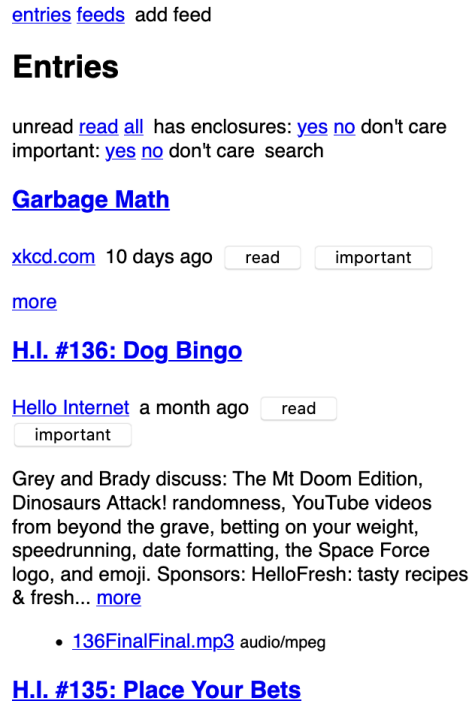 entries feeds add feed
Entries
unread read all has enclosures: yes no don't care
important: yes no don't care search
Garbage Math
xkcd.com 10 days ago read important
more
H.I. #136: Dog Bingo
Hello Internet a month ago read
important
Grey and Brady discuss: The Mt Doom Edition,
Dinosaurs Attack! randomness, YouTube videos
from beyond the grave, betting on your weight,
speedrunning, date formatting, the Space Force
logo, and emoji. Sponsors: HelloFresh: tasty recipes
& fresh... more
• 136FinalFinal.mp3 audio/mpeg
H.I. #135: Place Your Bets